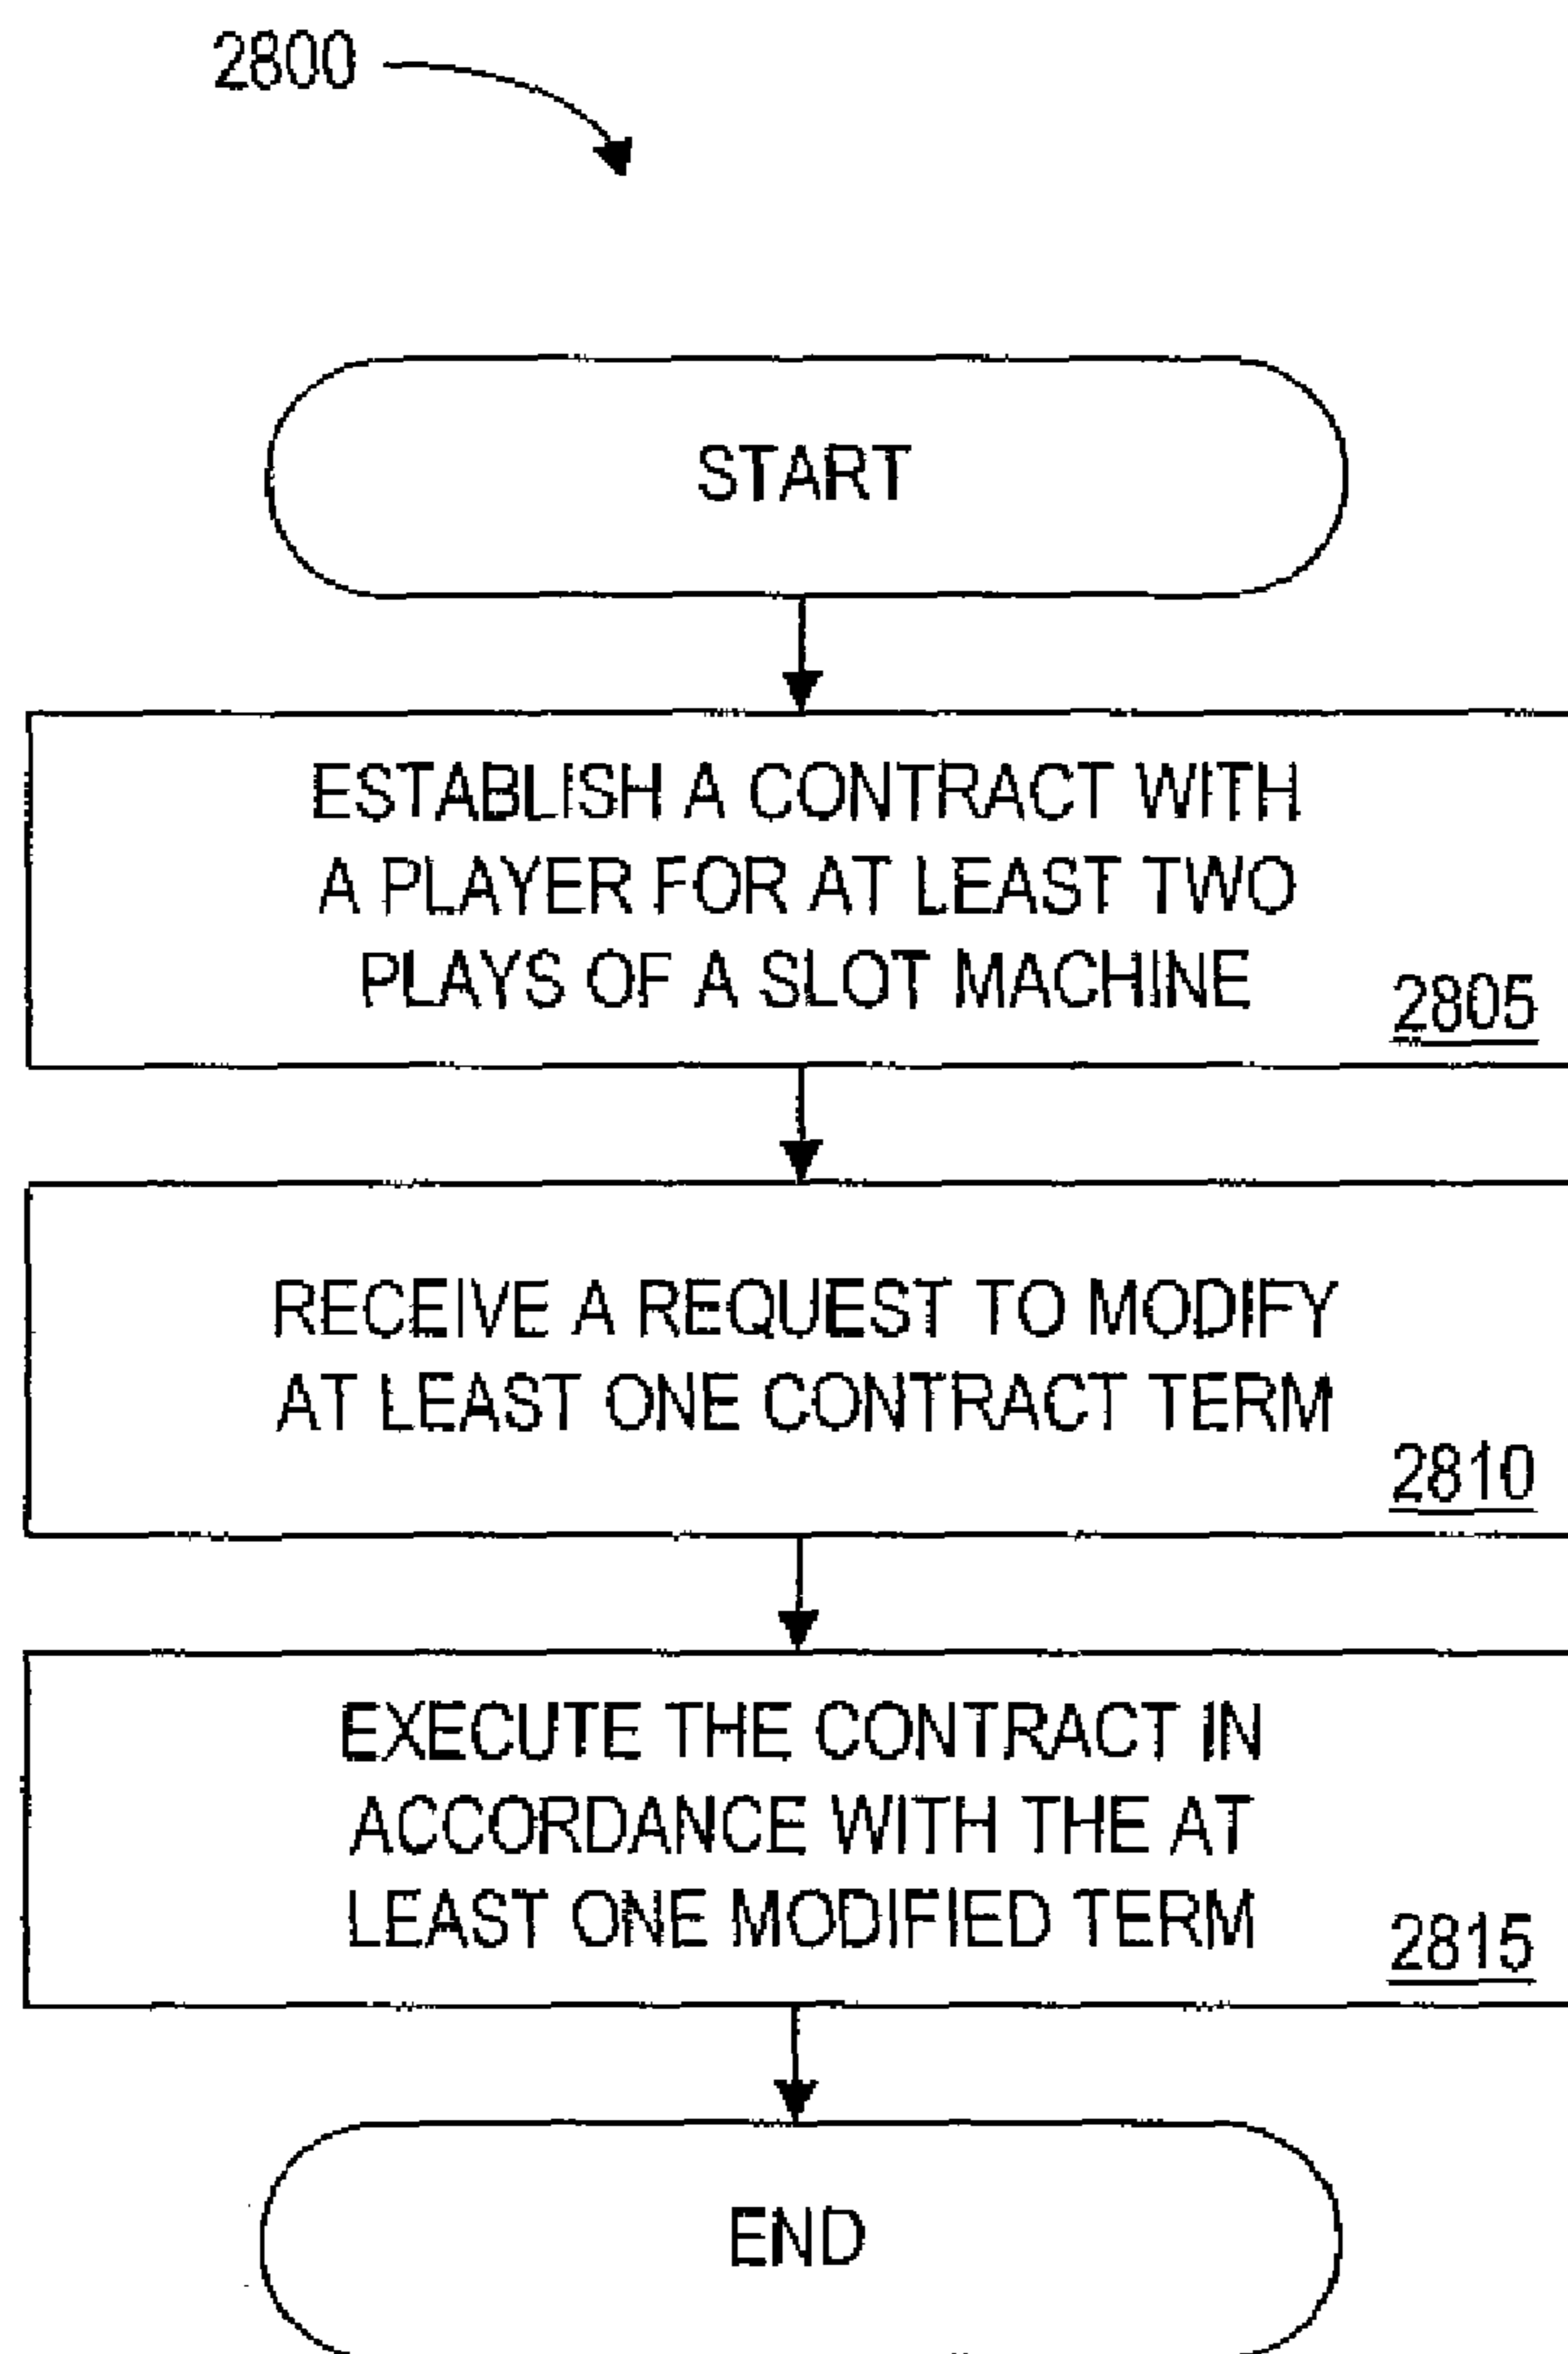 2800
START
ESTABLISH A CONTRACT WITH
A PLAYER FOR AT LEAST TWO
PLAYS OF A SLOT MACHINE
2805
RECEIVE A REQUEST TO MODIFY
AT LEAST ONE CONTRACT TERM
2810
EXECUTE THE CONTRACT IN
ACCORDANCE WITH THE AT
LEAST ONE MODIFIED TERM
2815
END